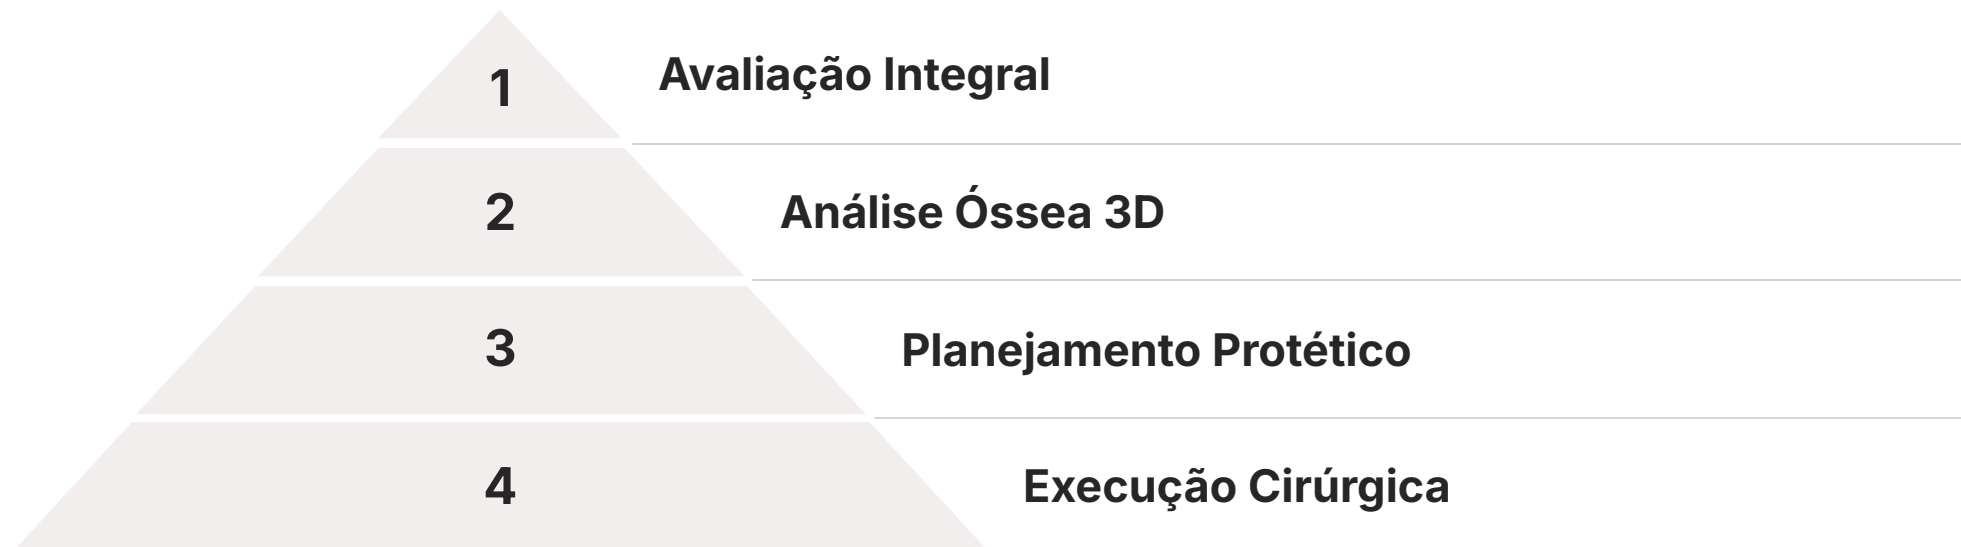 1
Avaliação Integral
2
Análise Óssea 3D
3
Planejamento Protético
4
Execução Cirúrgica